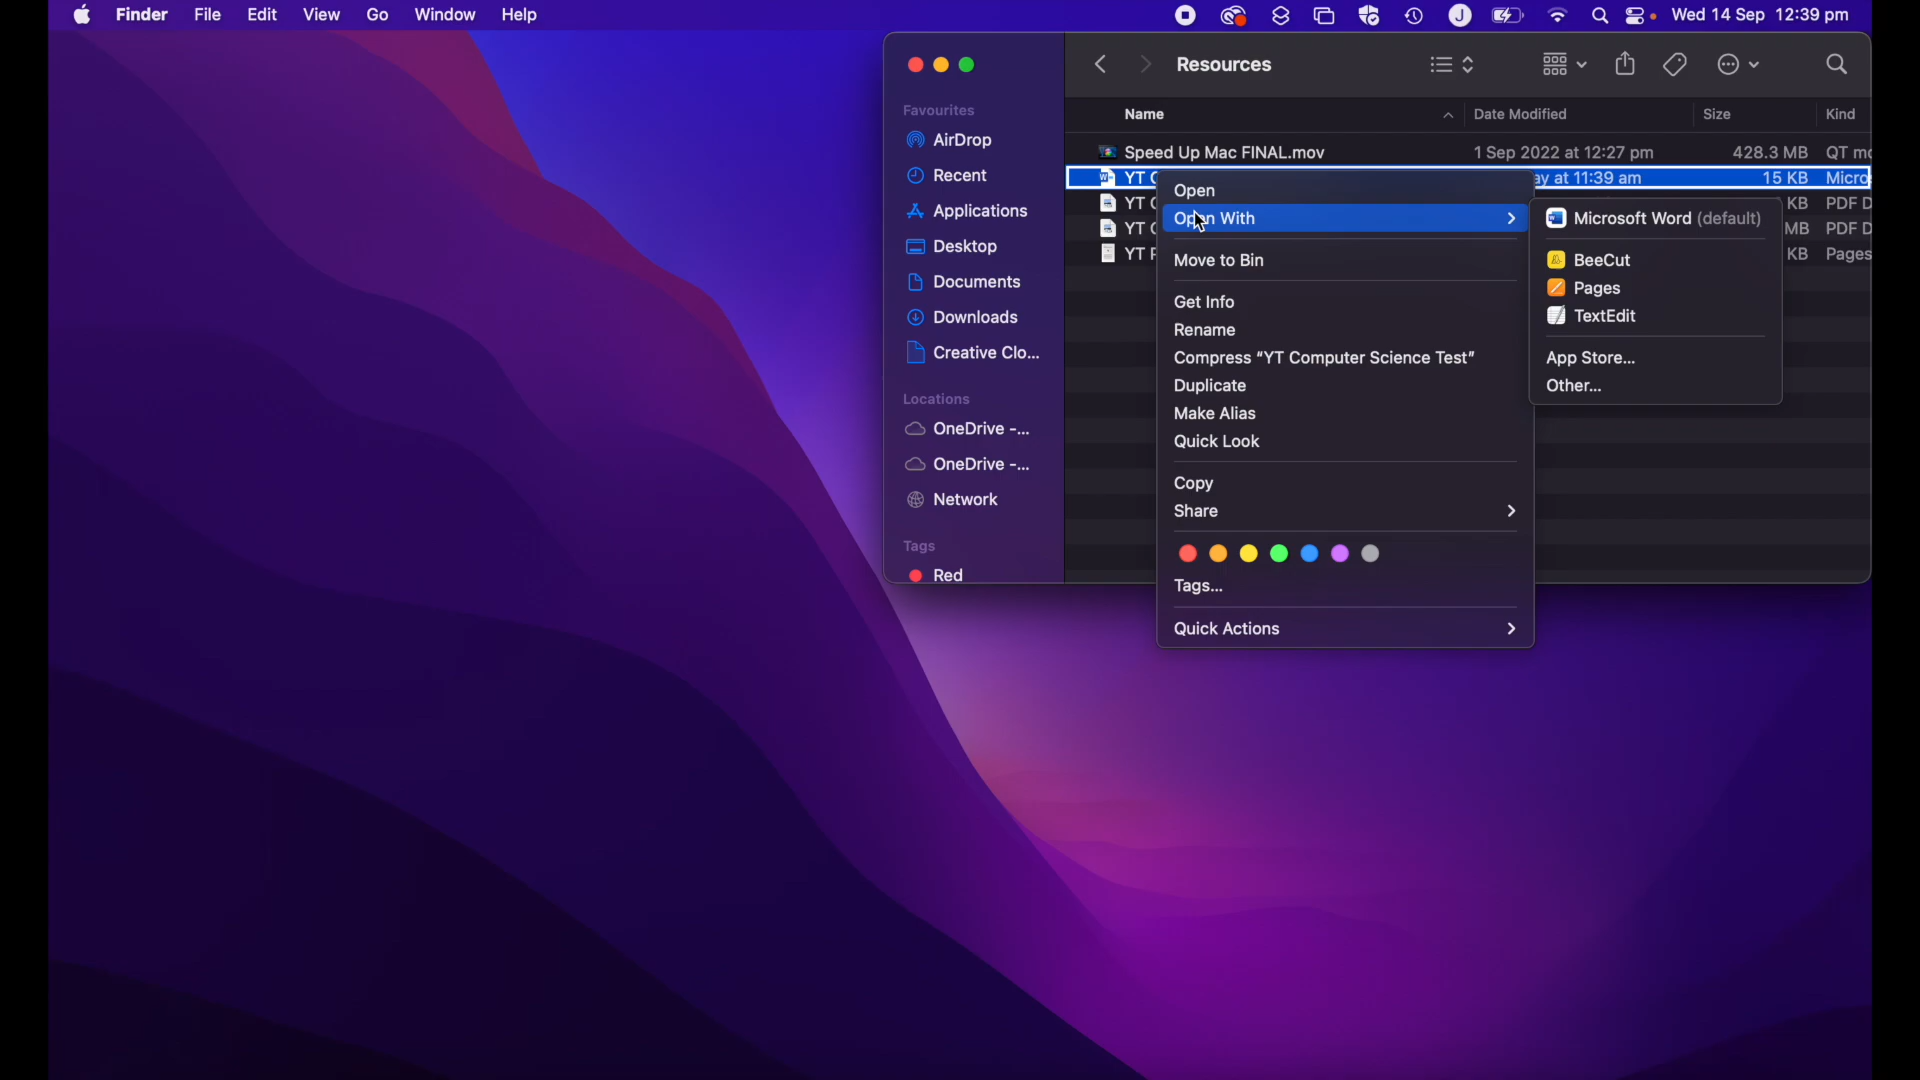 Finder File Edit View Go Window Help J Wed 14 Sep 12:39 pm
Resources
Favourites
AirDrop
Recent
Applications
Desktop
Documents
Downloads
Creative Clo...
Locations
OneDrive -...
OneDrive -...
Network
Tags
Red
Name Date Modified Size Kind
Speed Up Mac FINAL.mov 1 Sep 2022 at 12:27 pm 428.3 MB QT
YT at 11:39 am 15 KB Micro
YT KB PDF
YT MB PDF
YT KB Pages
Open
Open With
Move to Bin
Get Info
Rename
Compress “YT Computer Science Test”
Duplicate
Make Alias
Quick Look
Copy
Share
Tags...
Quick Actions
Microsoft Word (default)
BeeCut
Pages
TextEdit
App Store...
Other...